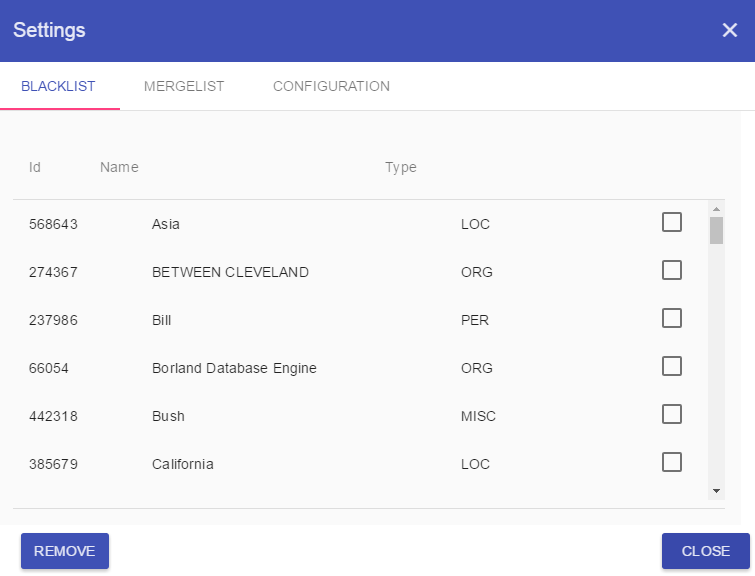 Settings
BLACKLIST MERGELIST CONFIGURATION
Id Name Type
568643 Asia LOC
274367 BETWEEN CLEVELAND ORG
237986 Bill PER
66054 Borland Database Engine ORG
442318 Bush MISC
385679 California LOC
REMOVE CLOSE